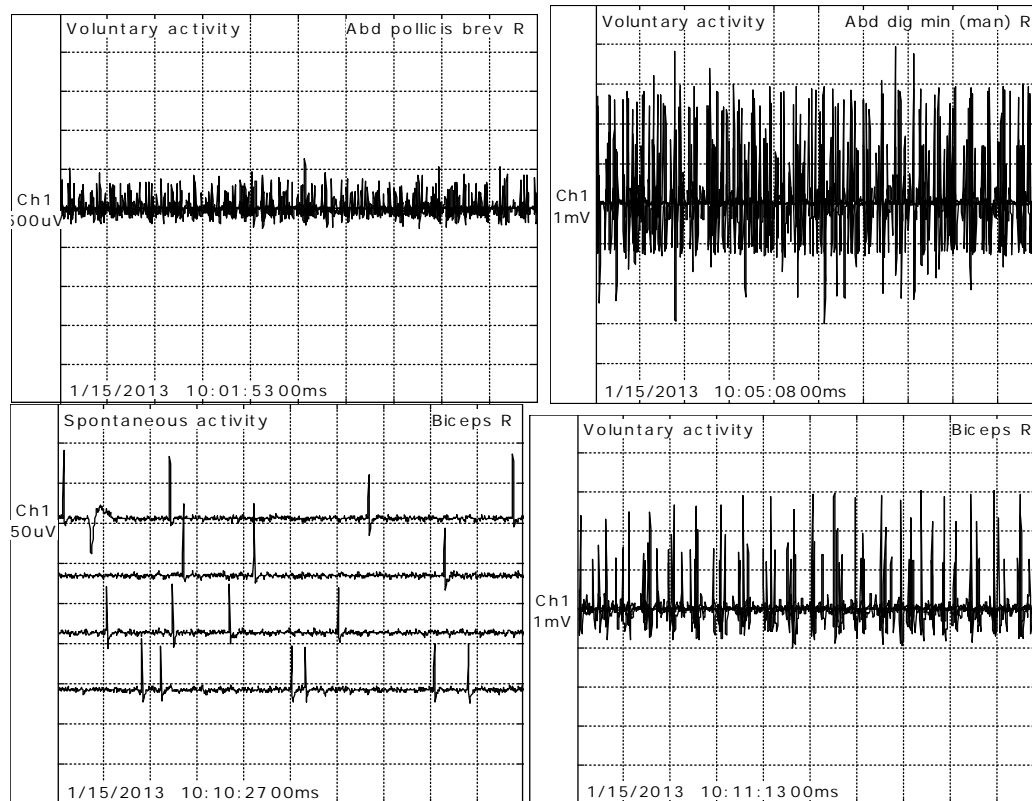 Voluntary activity Abd pollicis brev R
Ch1
500uV
1/15/2013 10:01:53 00ms
Voluntary activity Abd dig min (man) R
Ch1
1mV
1/15/2013 10:05:08 00ms
Spontaneous activity Biceps R
Ch1
50uV
1/15/2013 10:10:27 00ms
Voluntary activity Biceps R
Ch1
1mV
1/15/2013 10:11:13 00ms